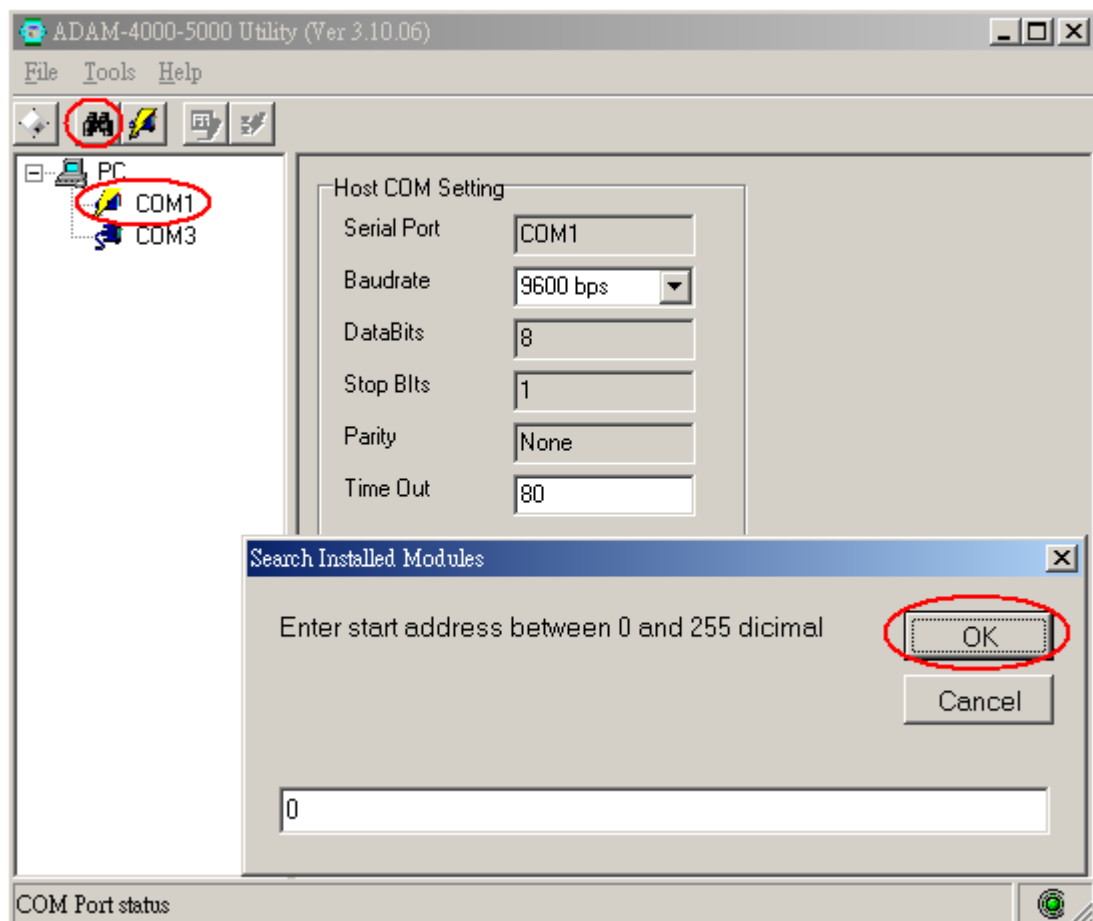 ADAM-4000-5000 Utility (Ver 3.10.06)
File Tools Help
PC
COM1
COM3
Host COM Setting
Serial Port COM1
Baudrate 9600 bps
DataBits 8
Stop BIts 1
Parity None
Time Out 80
Search Installed Modules
Enter start address between 0 and 255 dicimal
OK
Cancel
0
COM Port status